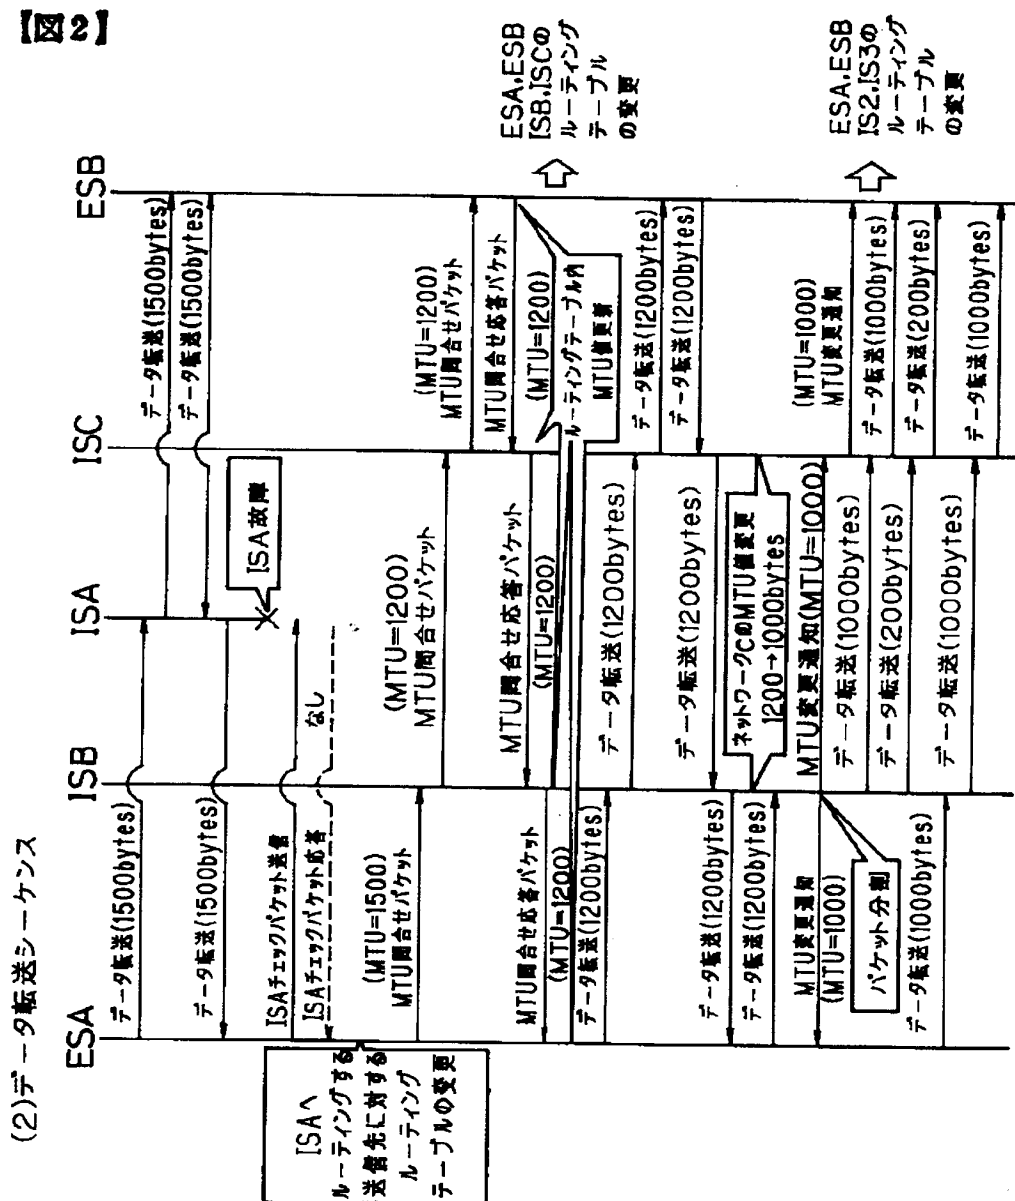 【図2】
(2)データ転送シーケンス
ESA
ISB
ISA
ISC
ESB
データ転送(1500bytes)
データ転送(1500bytes)
データ転送(1500bytes)
データ転送(1500bytes)
ISA故障
ISAチェックパケット送信
ISAチェックパケット応答
なし
ISAへ
ルーティングする
送信先に対する
ルーティング
テーブルの変更
(MTU=1500)
MTU問合せパケット
(MTU=1200)
MTU問合せパケット
(MTU=1200)
MTU問合せパケット
MTU問合せ応答パケット
(MTU=1200)
MTU問合せ応答パケット
(MTU=1200)
MTU問合せ応答パケット
(MTU=1200)
ルーティングテーブル内
MTU値更新
ESA,ESB
ISB,ISCの
ルーティング
テーブル
の変更
データ転送(1200bytes)
データ転送(1200bytes)
データ転送(1200bytes)
データ転送(1200bytes)
データ転送(1200bytes)
データ転送(1200bytes)
ネットワークCのMTU値変更
1200→1000bytes
データ転送(1200bytes)
MTU変更通知
(MTU=1000)
MTU変更通知(MTU=1000)
(MTU=1000)
MTU変更通知
パケット分割
データ転送(1000bytes)
データ転送(1000bytes)
データ転送(200bytes)
データ転送(200bytes)
データ転送(1000bytes)
データ転送(1000bytes)
データ転送(1000bytes)
ESA,ESB
IS2,IS3の
ルーティング
テーブル
の変更